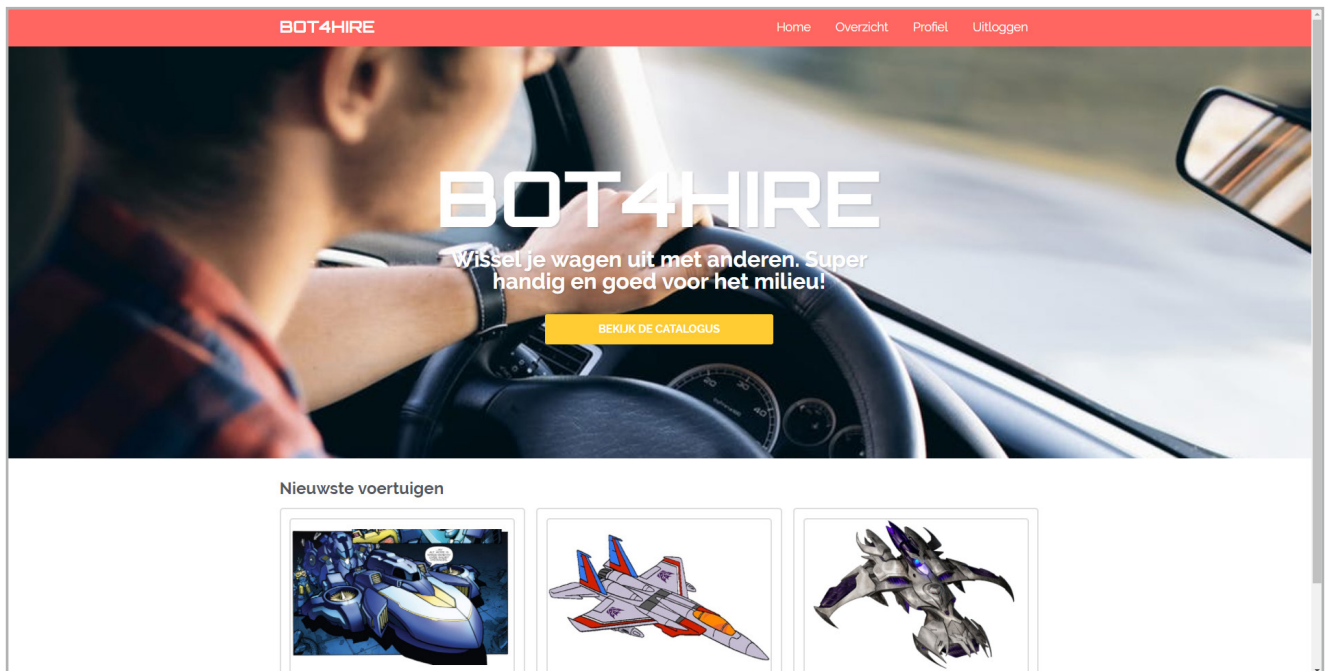 BOT4HIRE
Home Overzicht Profiel Uitloggen
BOT4HIRE
Wissel je wagen uit met anderen. Super
handig en goed voor het milieu!
BEKIJK DE CATALOGUS
Nieuwste voertuigen